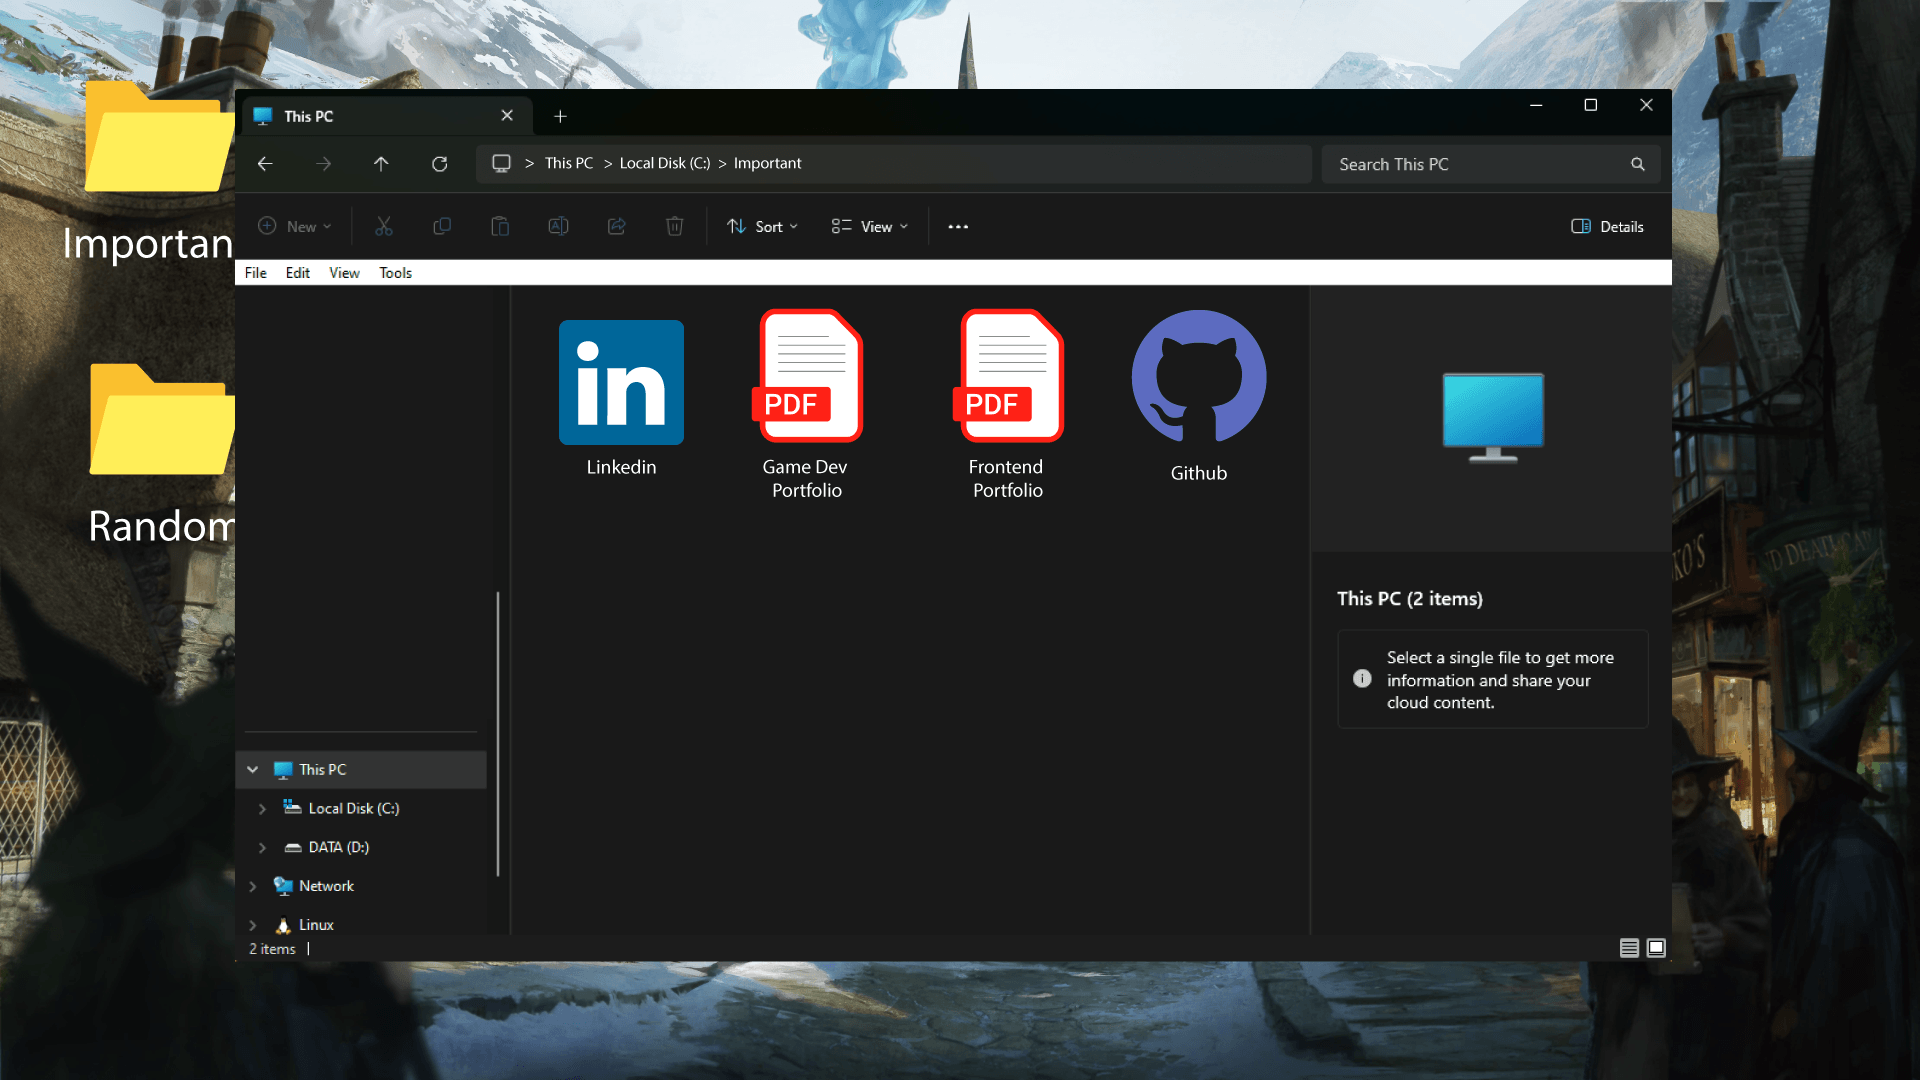 This PC
> This PC > Local Disk (C:) > Important
Search This PC
New
Sort
View
Details
Importan
File Edit View Tools
in
PDF
PDF
Linkedin
Game Dev
Portfolio
Frontend
Portfolio
Github
Random
This PC (2 items)
Select a single file to get more
information and share your
cloud content.
This PC
Local Disk (C:)
DATA (D:)
Network
Linux
2 items